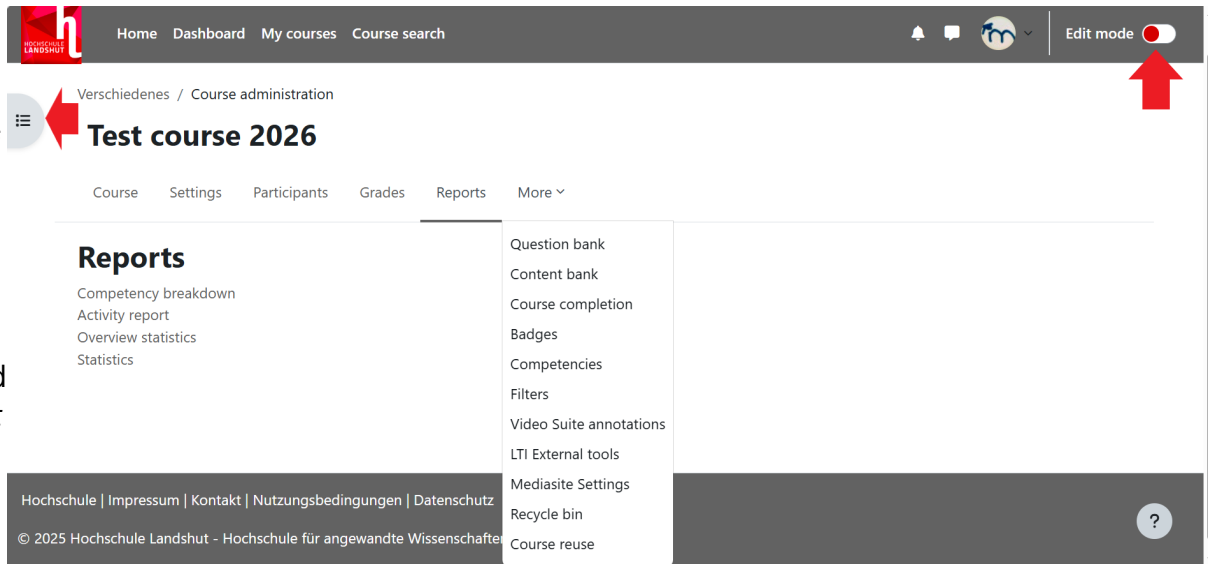 HOCHSCHULE
LANDSHUT
Home Dashboard My courses Course search
Edit mode
Verschiedenes / Course administration
Test course 2026
Course Settings Participants Grades Reports More
Reports
Competency breakdown
Activity report
Overview statistics
Statistics
Question bank
Content bank
Course completion
Badges
Competencies
Filters
Video Suite annotations
LTI External tools
Mediasite Settings
Recycle bin
Course reuse
Hochschule | Impressum | Kontakt | Nutzungsbedingungen | Datenschutz
© 2025 Hochschule Landshut - Hochschule für angewandte
?